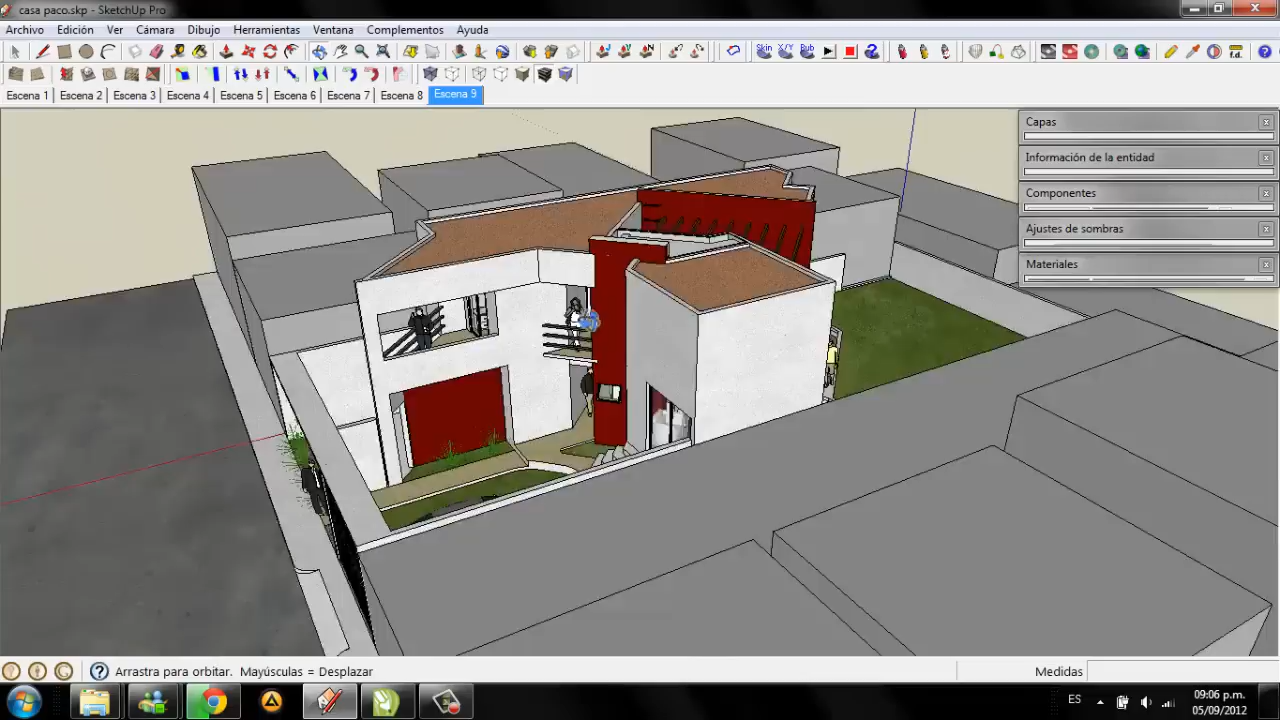 casa paco.skp - SketchUp Pro
Archivo Edición Ver Cámara Dibujo Herramientas Ventana Complementos Ayuda
Skin X/Y Bub
f.d.
Escena 1 Escena 2 Escena 3 Escena 4 Escena 5 Escena 6 Escena 7 Escena 8 Escena 9
Capas
Información de la entidad
Componentes
Ajustes de sombras
Materiales
Arrastra para orbitar. Mayúsculas = Desplazar
Medidas
ES
09:06 p.m.
05/09/2012